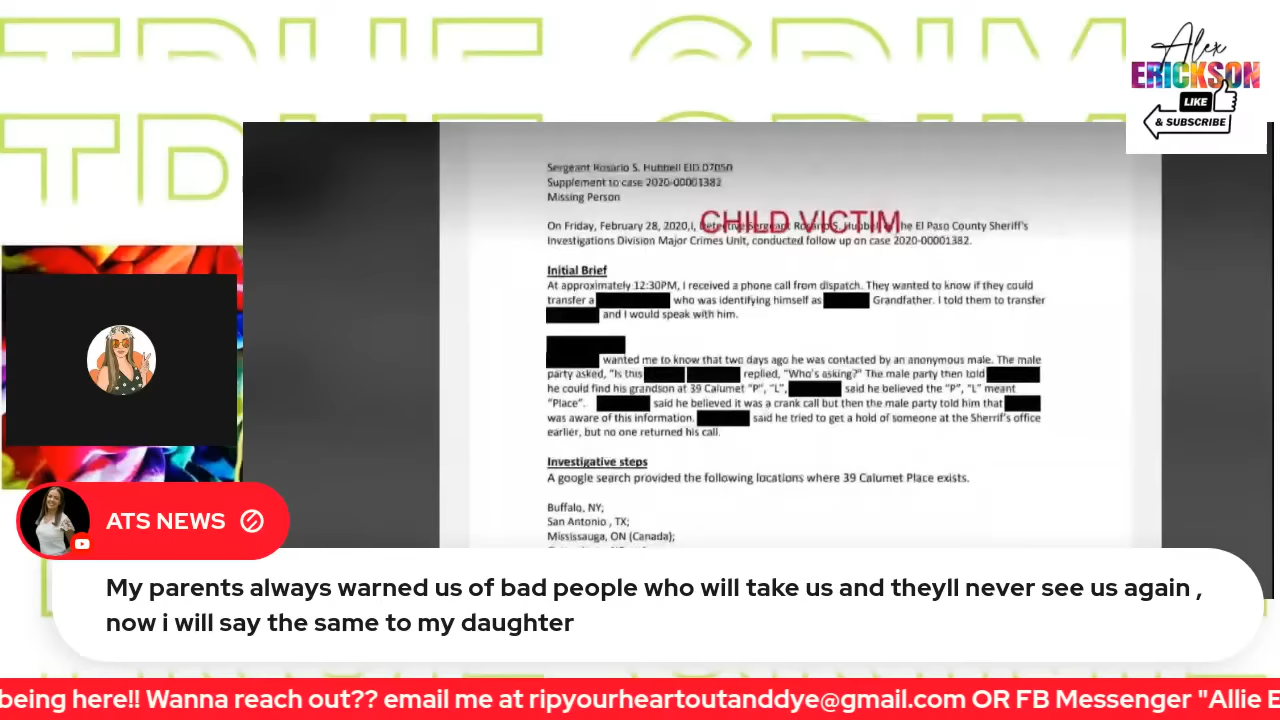 TRUE CRIM
TRUE CRIM
Alex
ERICKSON
LIKE
& SUBSCRIBE
Sergeant Rosario S. Hubbell EID.07050
Supplement to case 2020-00001382
Missing Person
CHILD VICTIM
On Friday, February 28, 2020,I, Detective Sergeant Rosario S. Hubbell of the El Paso County Sheriff's
Investigations Division Major Crimes Unit, conducted follow up on case 2020-00001382.
Initial Brief
At approximately 12:30PM, I received a phone call from dispatch. They wanted to know if they could
transfer a who was identifying himself as Grandfather. I told them to transfer
and I would speak with him.
wanted me to know that two days ago he was contacted by an anonymous male. The male
party asked, "Is this replied, "Who's asking?" The male party then told
he could find his grandson at 39 Calumet "P", "L", said he believed the "P", "L" meant
"Place". said he believed it was a crank call but then the male party told him that
was aware of this information. said he tried to get a hold of someone at the Sherrif's office
earlier, but no one returned his call.
Investigative steps
A google search provided the following locations where 39 Calumet Place exists.
Buffalo, NY;
San Antonio , TX;
Mississauga, ON (Canada);
ATS NEWS
My parents always warned us of bad people who will take us and theyll never see us again ,
now i will say the same to my daughter
being here!! Wanna reach out?? email me at ripyourheartoutanddye@gmail.com OR FB Messenger "Allie E